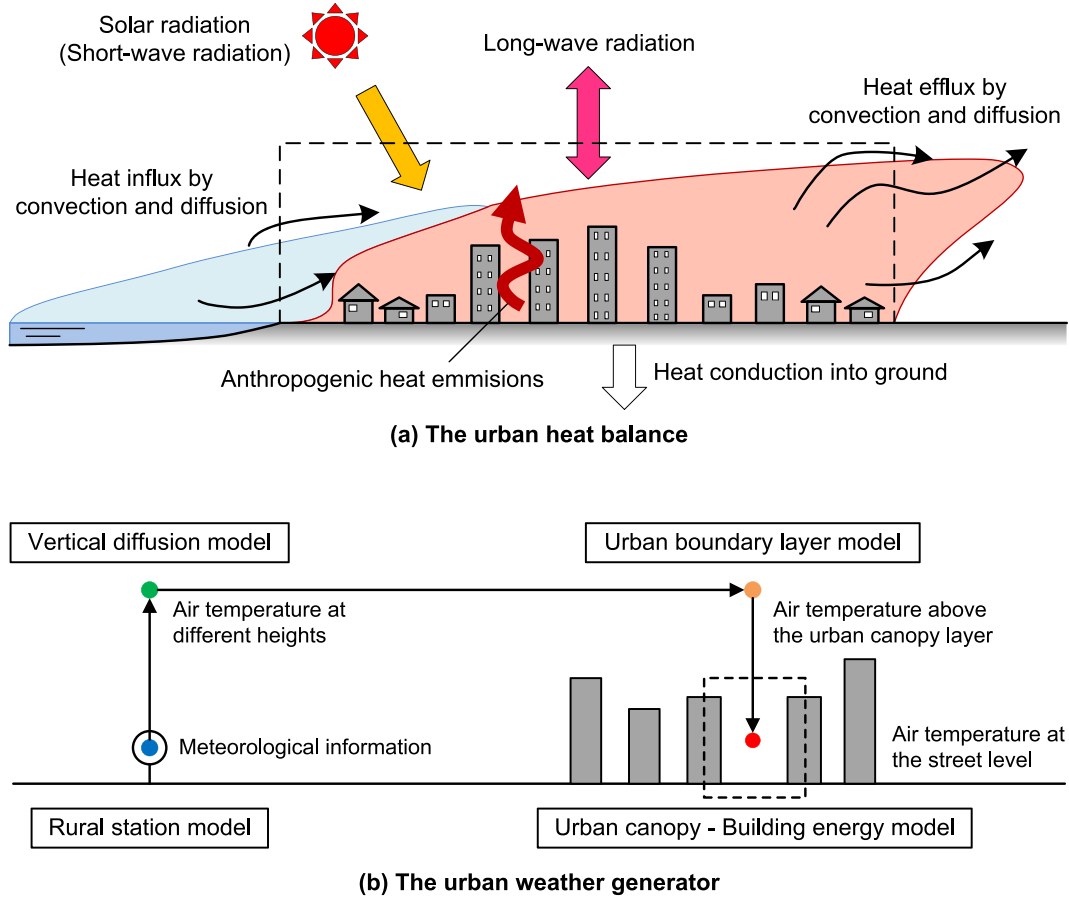 Solar radiation
(Short-wave radiation)
Long-wave radiation
Heat efflux by
convection and diffusion
Heat influx by
convection and diffusion
Anthropogenic heat emmisions
Heat conduction into ground
(a) The urban heat balance
Vertical diffusion model
Urban boundary layer model
Air temperature at
different heights
Air temperature above
the urban canopy layer
Meteorological information
Air temperature at
the street level
Rural station model
Urban canopy - Building energy model
(b) The urban weather generator